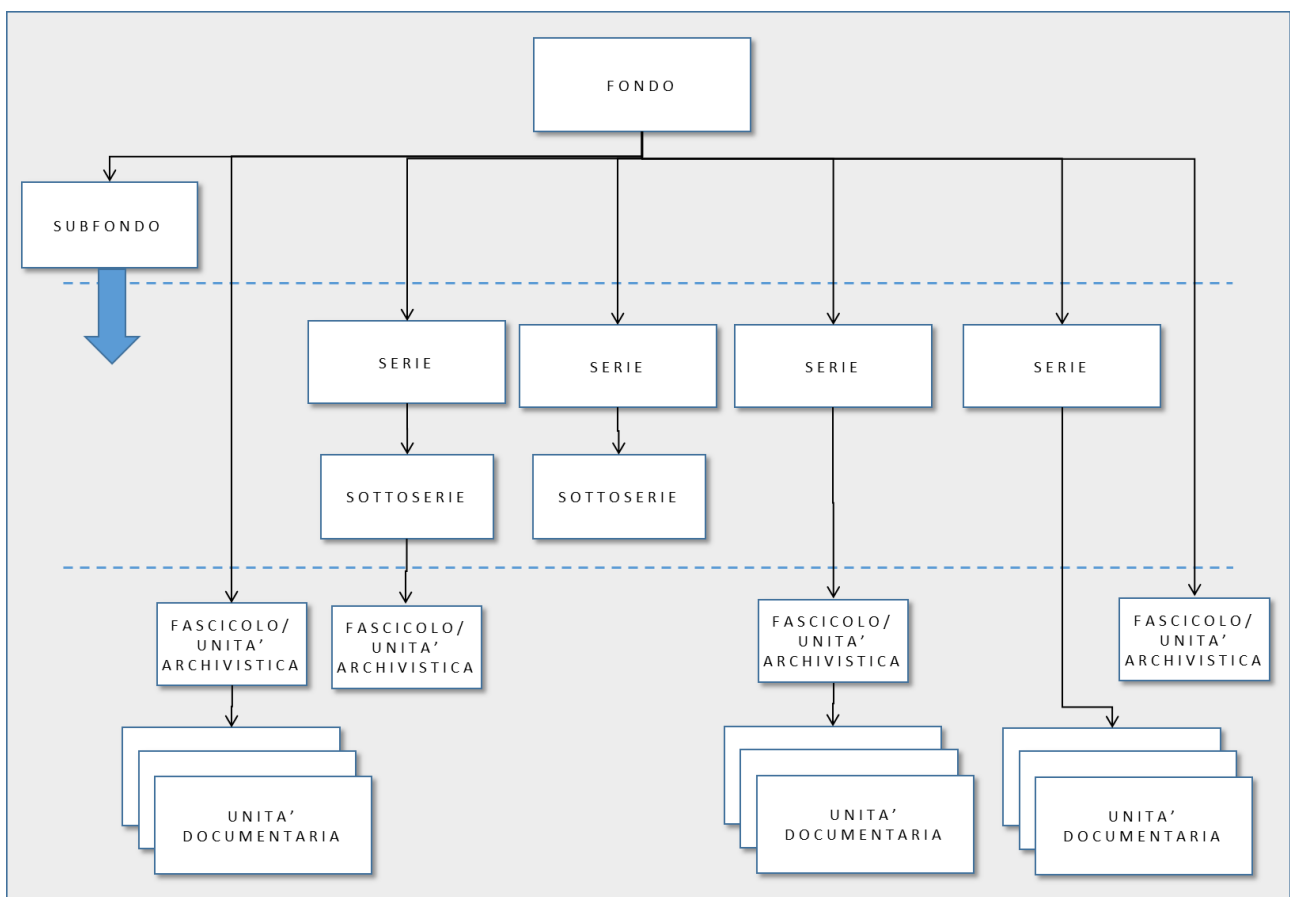 FONDO
SUBFONDO
SERIE
SERIE
SERIE
SERIE
SOTTOSERIE
SOTTOSERIE
FASCICOLO/
UNITA’
ARCHIVISTICA
FASCICOLO/
UNITA’
ARCHIVISTICA
FASCICOLO/
UNITA’
ARCHIVISTICA
FASCICOLO/
UNITA’
ARCHIVISTICA
UNITA’
DOCUMENTARIA
UNITA’
DOCUMENTARIA
UNITA’
DOCUMENTARIA